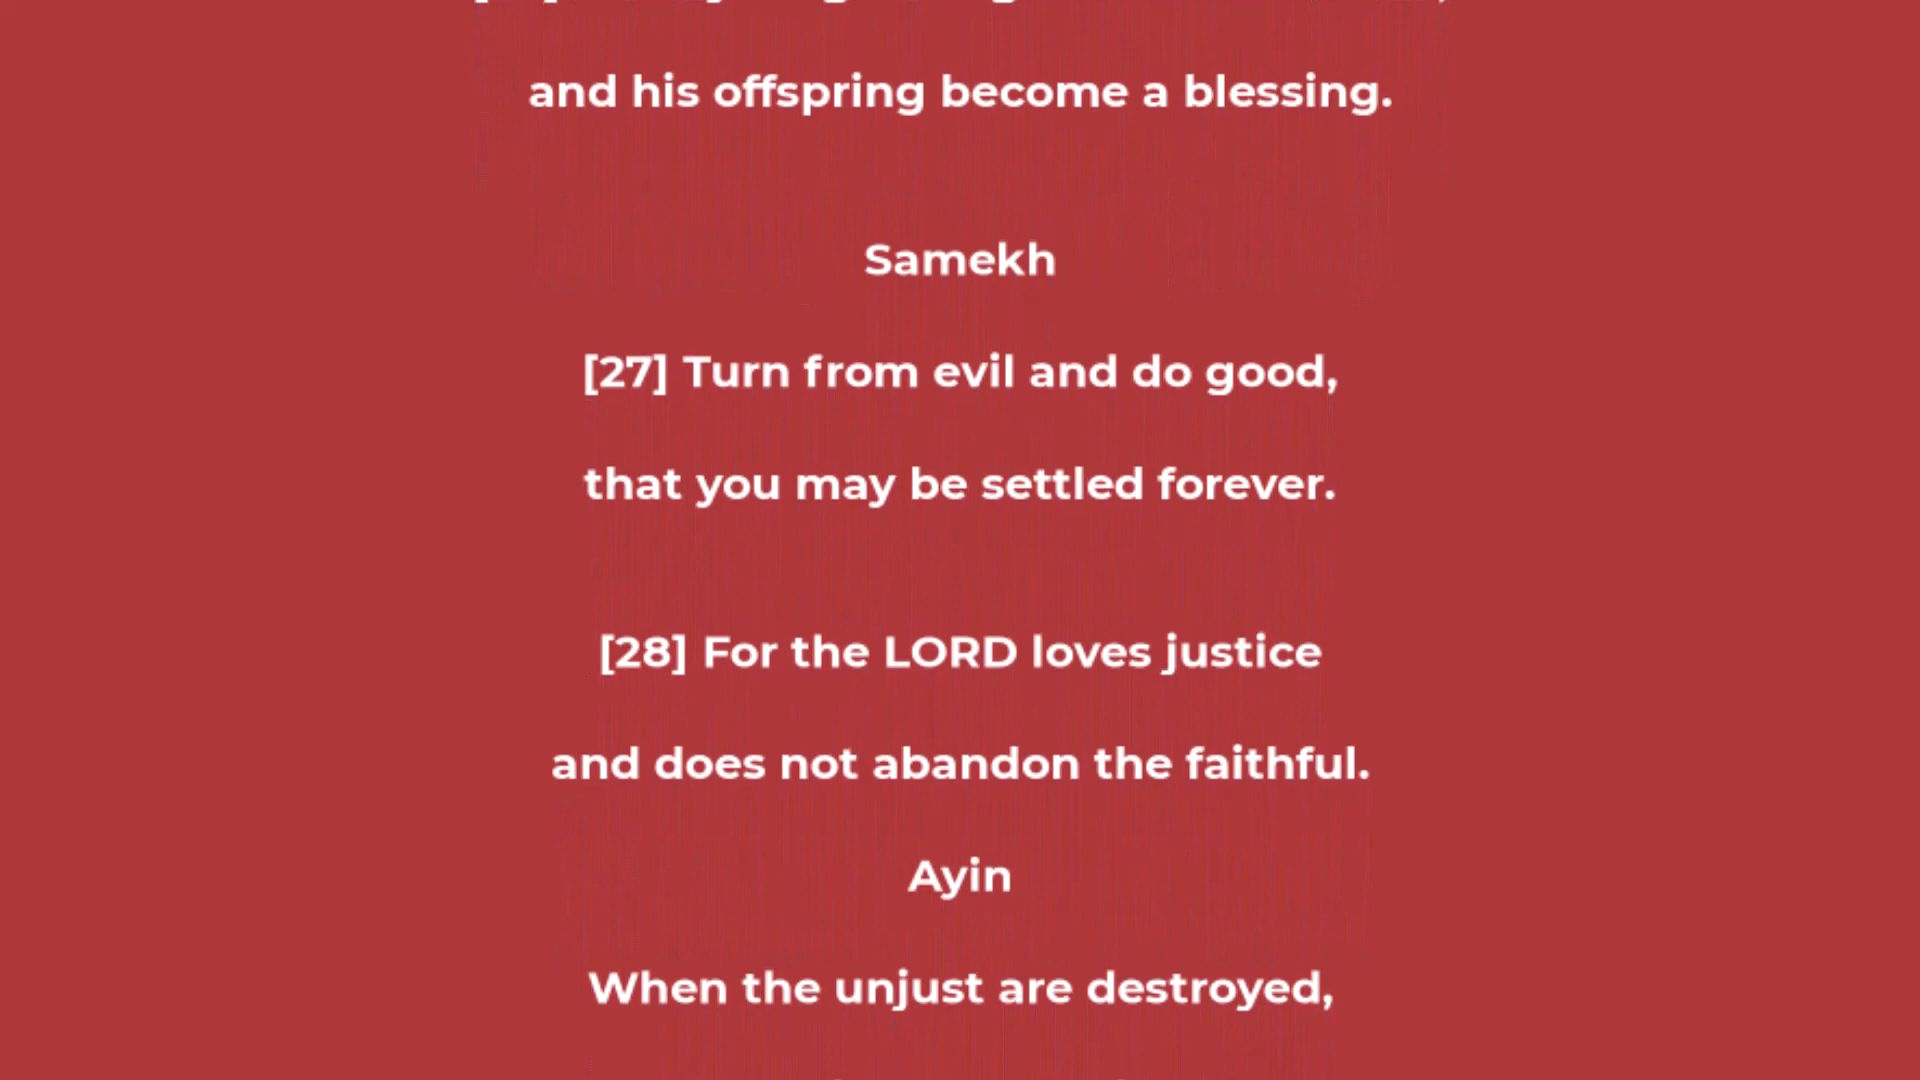 and his offspring become a blessing.
Samekh
[27] Turn from evil and do good,
that you may be settled forever.
[28] For the LORD loves justice
and does not abandon the faithful.
Ayin
When the unjust are destroyed,